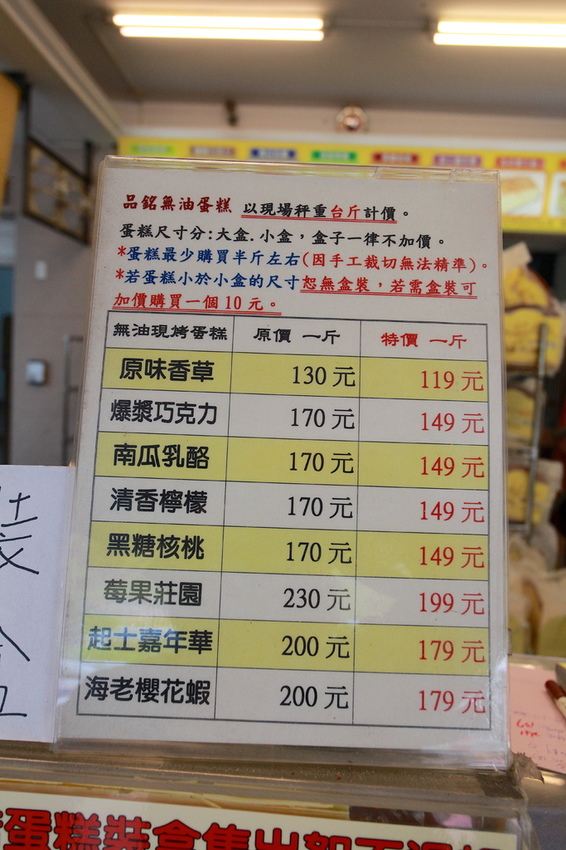 品銘無油蛋糕 以現場秤重台斤計價。
蛋糕尺寸分:大盒.小盒，盒子一律不加價。
*蛋糕最少購買半斤左右(因手工裁切無法精準)。
*若蛋糕小於小盒的尺寸恕無盒裝，若需盒裝可
加價購買一個10元。
無油現烤蛋糕 原價 一斤 特價 一斤
原味香草 130元 119元
爆漿巧克力 170元 149元
南瓜乳酪 170元 149元
清香檸檬 170元 149元
黑糖核桃 170元 149元
莓果莊園 230元 199元
起士嘉年華 200元 179元
海老櫻花蝦 200元 179元
蛋糕裝盒售出